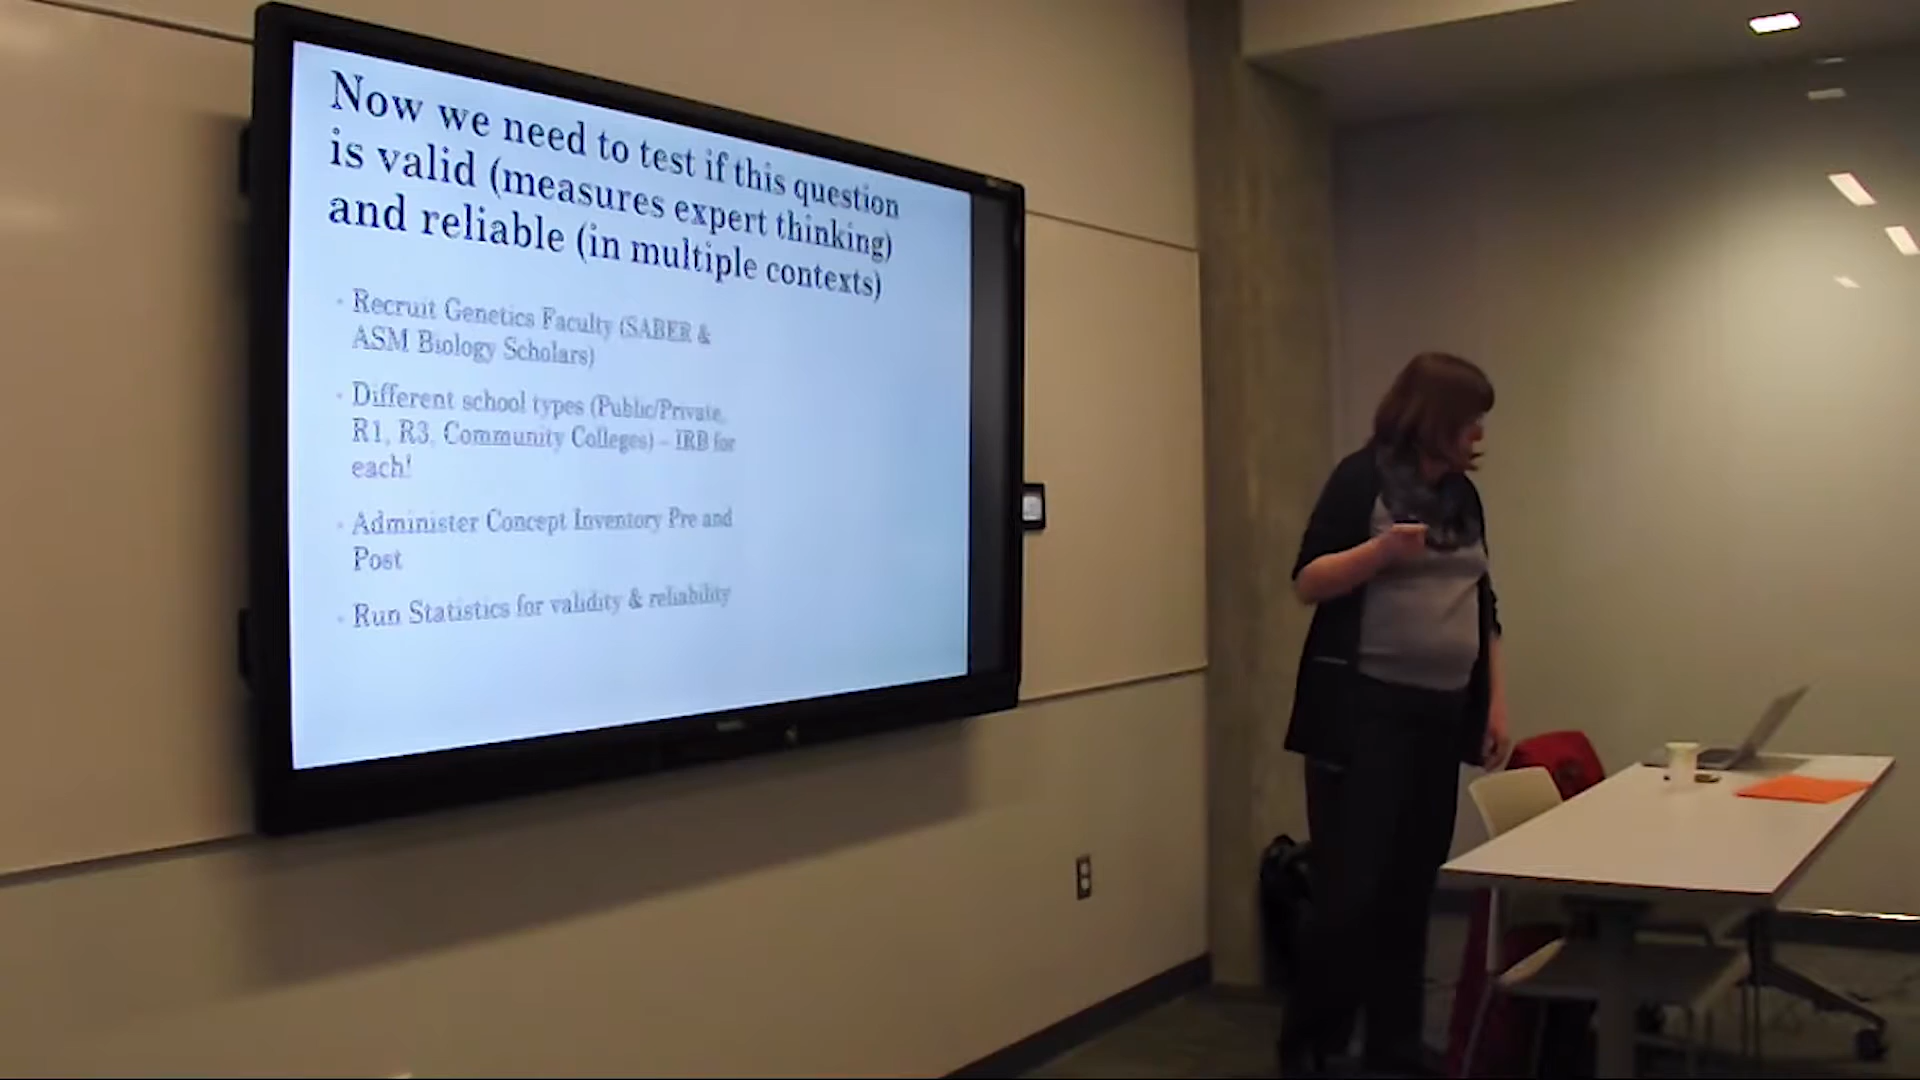 Now we need to test if this question
is valid (measures expert thinking)
and reliable (in multiple contexts)
Recruit Genetics Faculty (SABER &
ASM Biology Scholars)
Different school types (Public/Private,
R1, R3, Community Colleges) – IRB for
each!
Administer Concept Inventory Pre and
Post
Run Statistics for validity & reliability